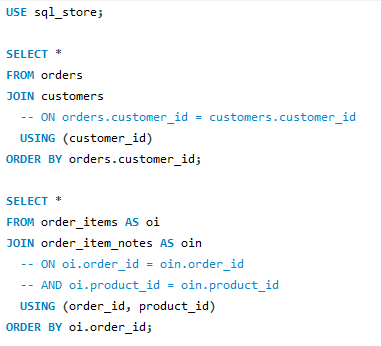 USE sql_store;
SELECT *
FROM orders
JOIN customers
-- ON orders.customer_id = customers.customer_id
USING (customer_id)
ORDER BY orders.customer_id;
SELECT *
FROM order_items AS oi
JOIN order_item_notes AS oin
-- ON oi.order_id = oin.order_id
-- AND oi.product_id = oin.product_id
USING (order_id, product_id)
ORDER BY oi.order_id;